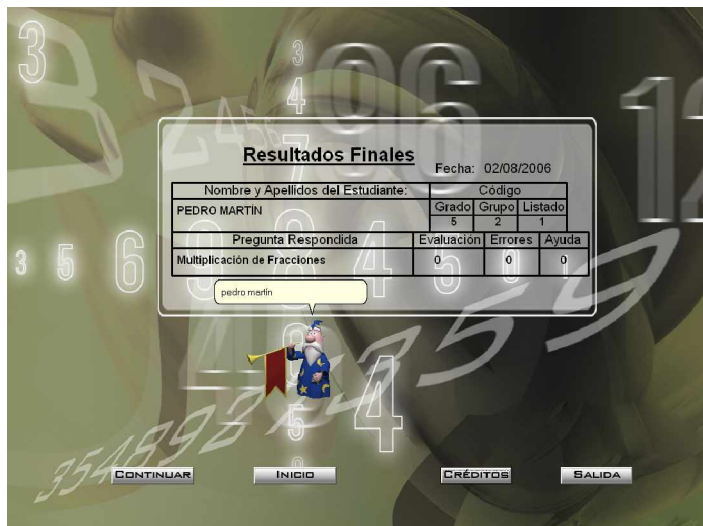 Resultados Finales
Fecha: 02/08/2006
Nombre y Apellidos del Estudiante: Código
PEDRO MARTÍN Grado Grupo Listado
5 2 1
Pregunta Respondida Evaluación Errores Ayuda
Multiplicación de Fracciones 0 0 0
pedro martín
CONTINUAR INICIO CRÉDITOS SALIDA